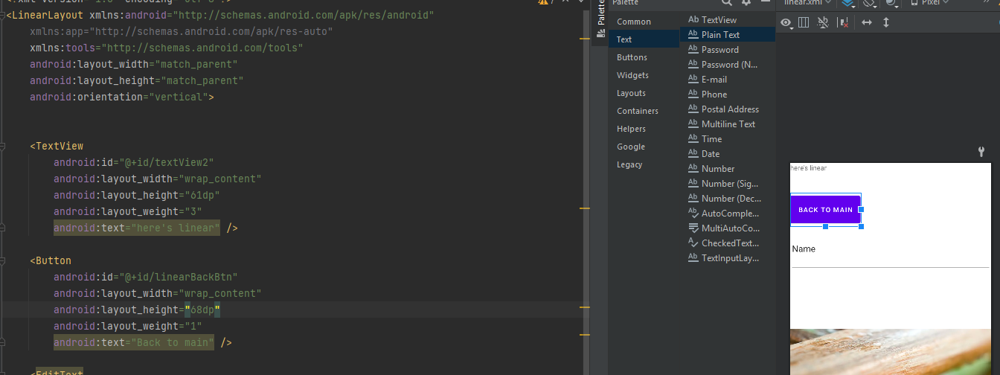 <LinearLayout xmlns:android="http://schemas.android.com/apk/res/android"
xmlns:app="http://schemas.android.com/apk/res-auto"
xmlns:tools="http://schemas.android.com/tools"
android:layout_width="match_parent"
android:layout_height="match_parent"
android:orientation="vertical">
<TextView
android:id="@+id/textView2"
android:layout_width="wrap_content"
android:layout_height="61dp"
android:layout_weight="3"
android:text="here's linear" />
<Button
android:id="@+id/linearBackBtn"
android:layout_width="wrap_content"
android:layout_height="68dp"
android:layout_weight="1"
android:text="Back to main" />
<EditText
Palette
Palette
Common
Text
Buttons
Widgets
Layouts
Containers
Helpers
Google
Legacy
Ab TextView
Ab Plain Text
Ab Password
Ab Password (N...
Ab E-mail
Ab Phone
Ab Postal Address
Ab Multiline Text
Ab Time
Ab Date
Ab Number
Ab Number (Sig...
Ab Number (Dec...
Ab AutoComple...
MultiAutoCo...
A CheckedText...
Ab TextInputLay...
linear.xml
Pixel
here's linear
BACK TO MAIN
Name